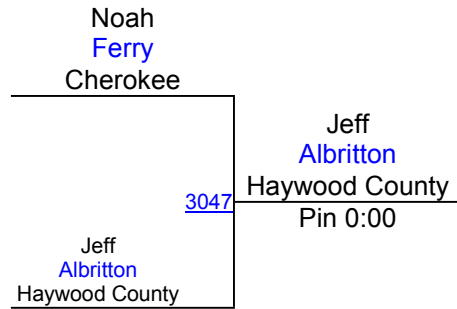 Noah
Ferry
Cherokee
Jeff
Albritton
Haywood County
3047
Pin 0:00
Jeff
Albritton
Haywood County